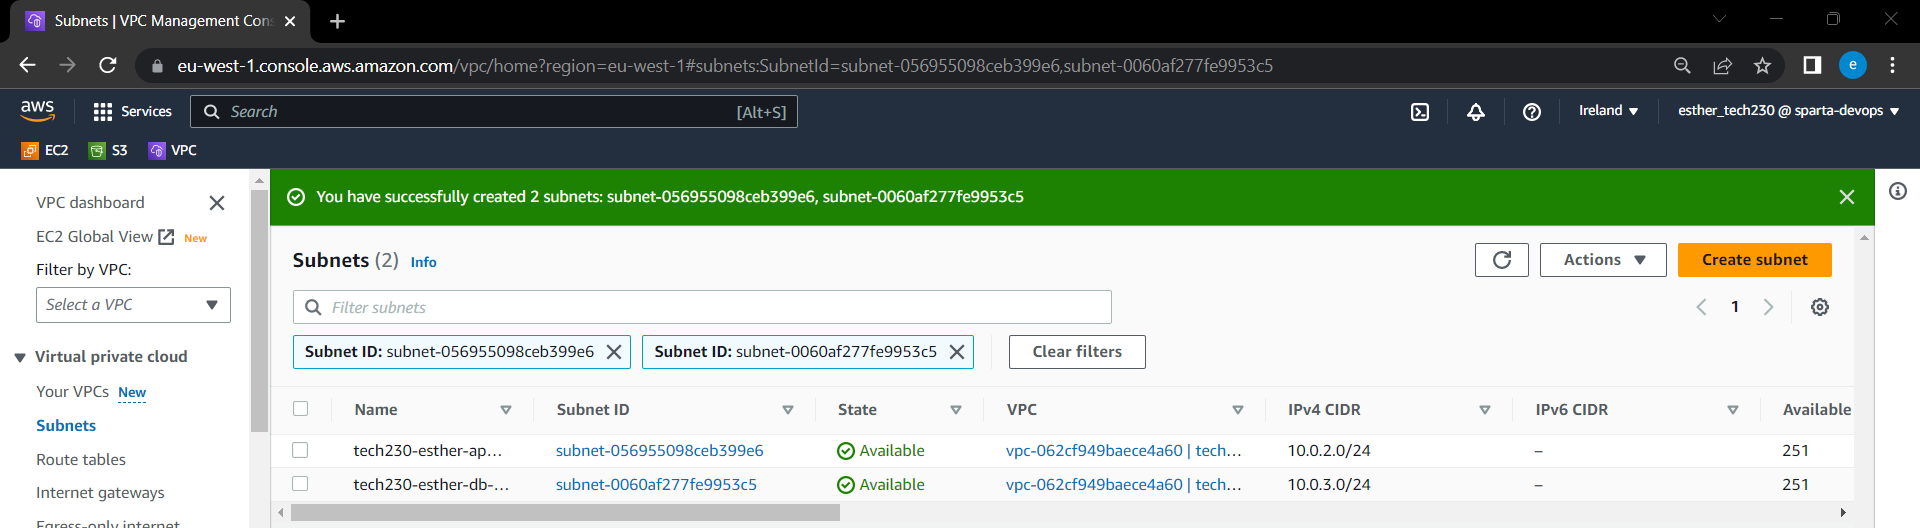 Subnets | VPC Management Con
eu-west-1.console.aws.amazon.com/vpc/home?region=eu-west-1#subnets:SubnetId=subnet-056955098ceb399e6,subnet-0060af277fe9953c5
e
aws
Services
Search
[Alt+S]
Ireland
esther_tech230 @ sparta-devops
EC2
S3
VPC
VPC dashboard
EC2 Global View New
Filter by VPC:
Select a VPC
Virtual private cloud
Your VPCs New
Subnets
Route tables
Internet gateways
Egress-only internet
You have successfully created 2 subnets: subnet-056955098ceb399e6, subnet-0060af277fe9953c5
Subnets (2) Info
Actions
Create subnet
Filter subnets
1
Subnet ID: subnet-056955098ceb399e6
Subnet ID: subnet-0060af277fe9953c5
Clear filters
Name Subnet ID State VPC IPv4 CIDR IPv6 CIDR Available
tech230-esther-ap... subnet-056955098ceb399e6 Available vpc-062cf949baece4a60 | tech... 10.0.2.0/24 – 251
tech230-esther-db-... subnet-0060af277fe9953c5 Available vpc-062cf949baece4a60 | tech... 10.0.3.0/24 – 251